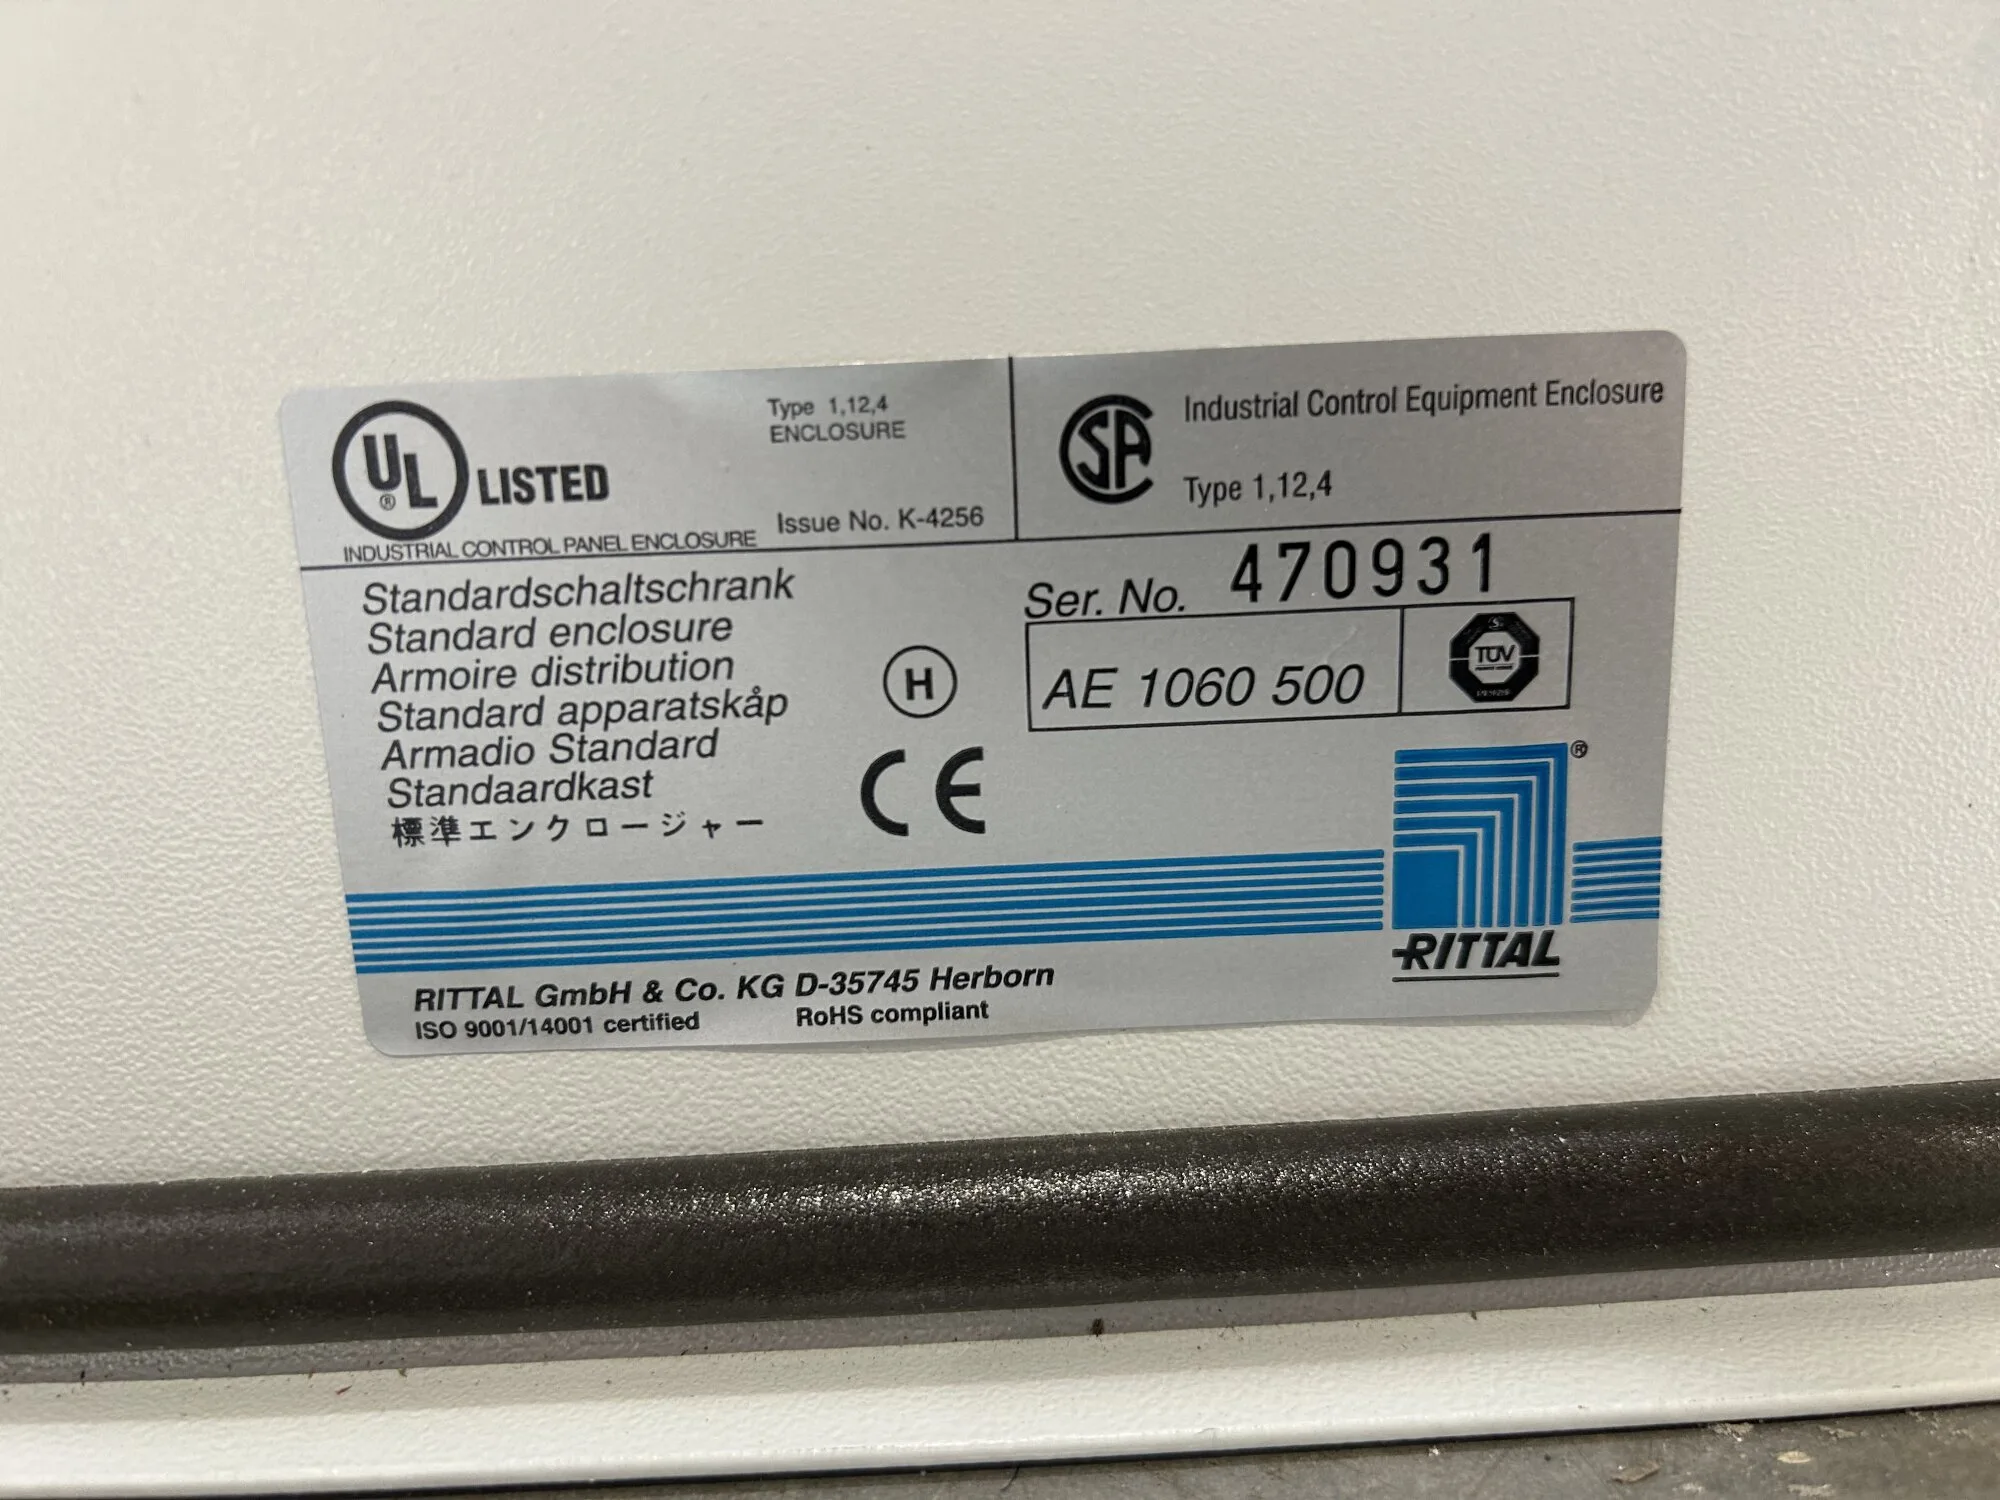 UL® LISTED
INDUSTRIAL CONTROL PANEL ENCLOSURE
Type 1,12,4
ENCLOSURE
Issue No. K-4256
SA
Industrial Control Equipment Enclosure
Type 1,12,4
Standardschaltschrank
Standard enclosure
Armoire distribution
Standard apparatskåp
Armadio Standard
Standaardkast
標準エンクロージャー
H
CE
Ser. No. 470931
AE 1060 500
TÜV
®
RITTAL
RITTAL GmbH & Co. KG D-35745 Herborn
ISO 9001/14001 certified RoHS compliant